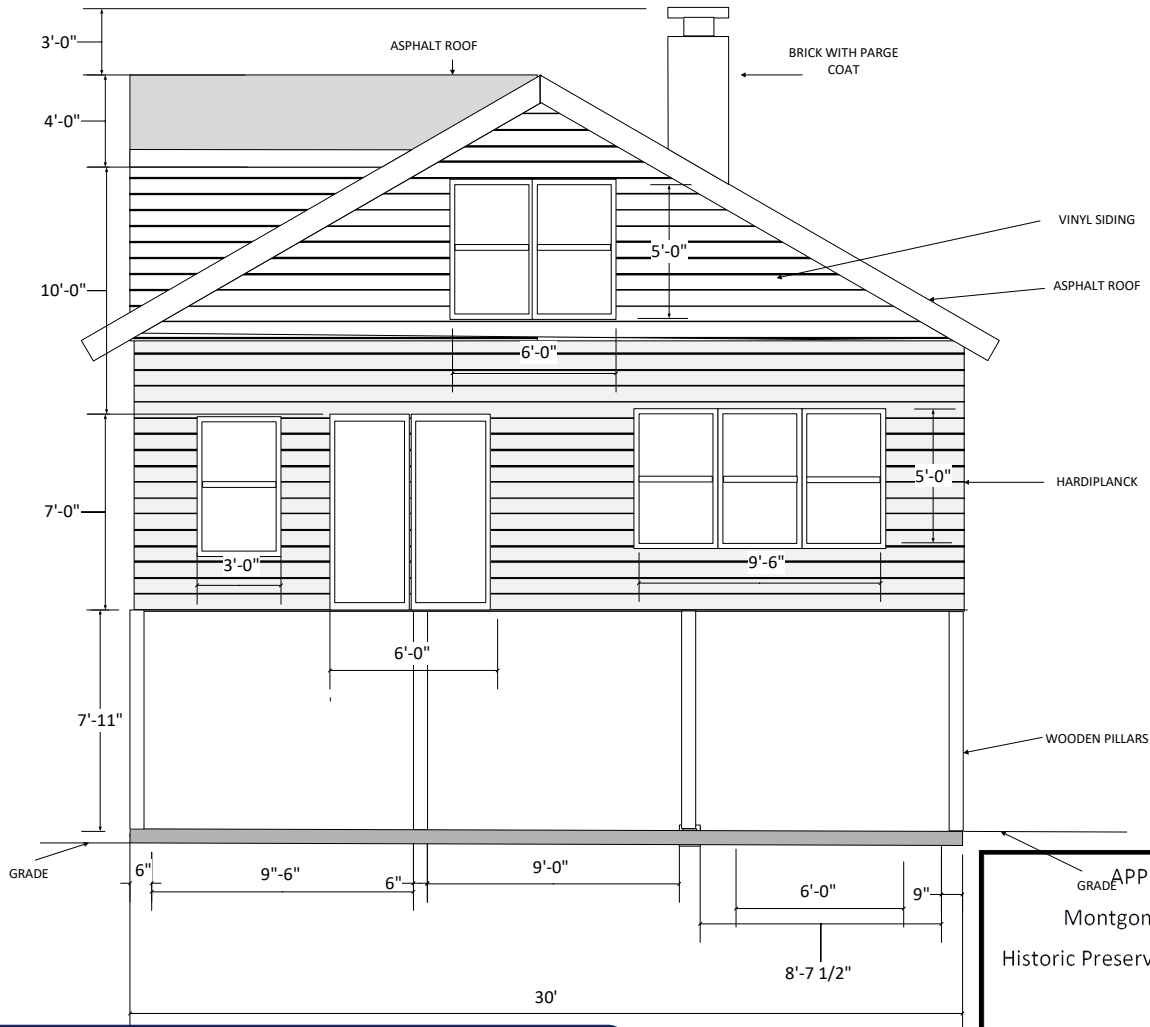 3'-0"
ASPHALT ROOF
BRICK WITH PARGE
COAT
4'-0"
VINYL SIDING
5'-0"
10'-0"
ASPHALT ROOF
6'-0"
5'-0"
HARDIPLANCK
7'-0"
3'-0"
9'-6"
6'-0"
7'-11"
WOODEN PILLARS
GRADE
6"
9"-6"
6"
9'-0"
6'-0"
9"
GRADE
APP
Montgom
Historic Preserv
8'-7 1/2"
30'